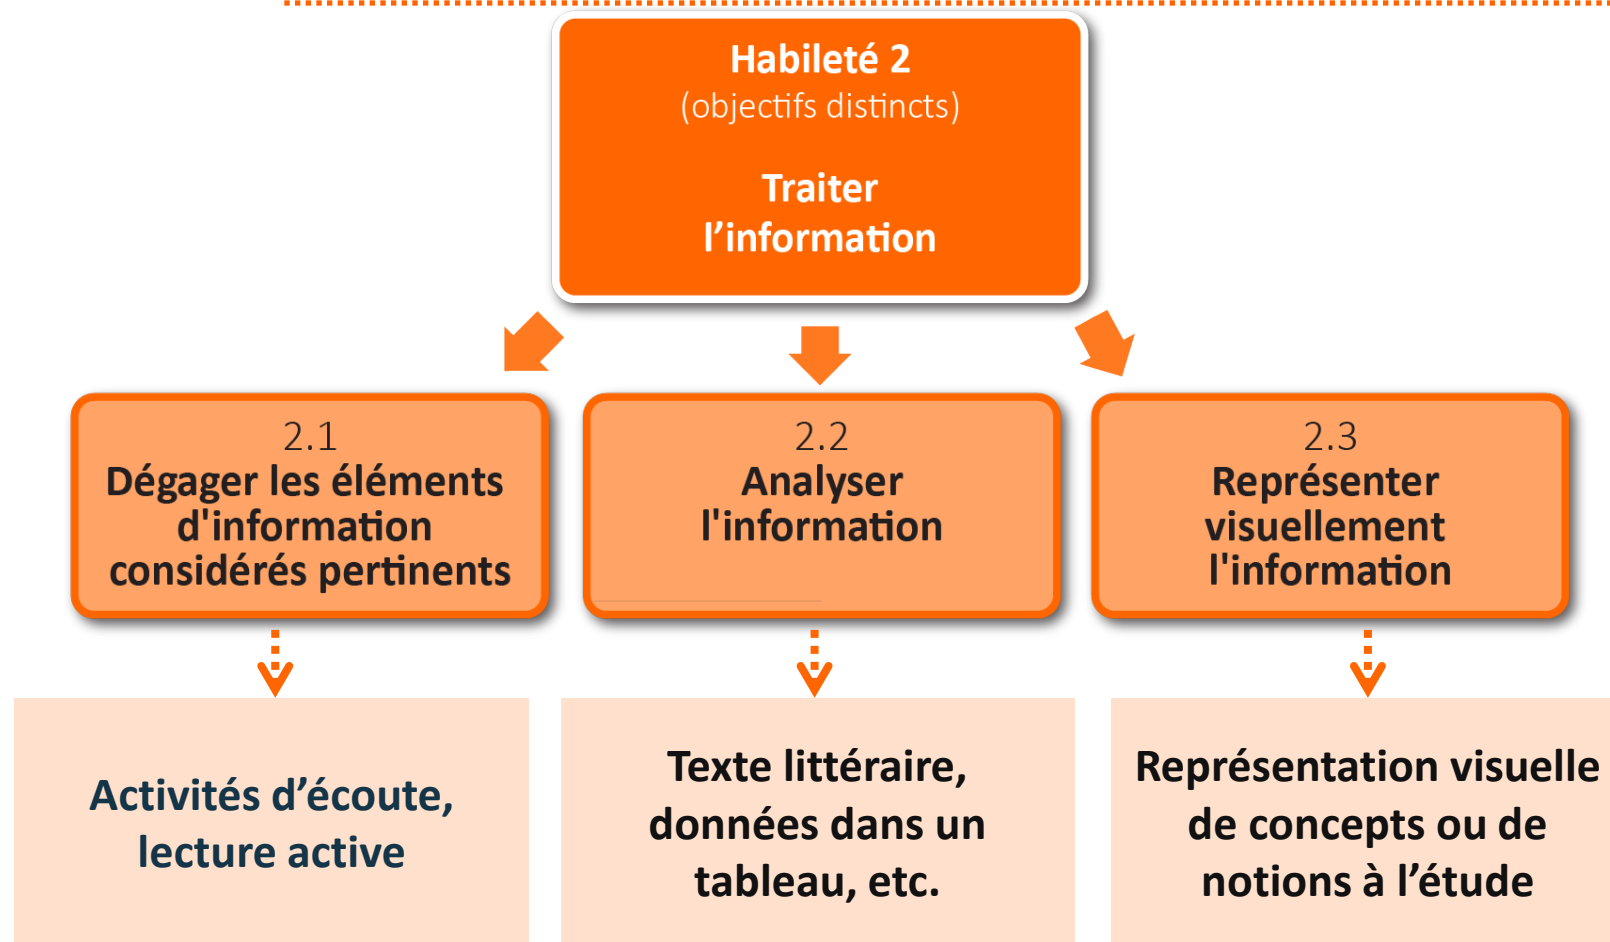 Habileté 2
(objectifs distincts)
Traiter
l’information
2.1
Dégager les éléments
d'information
considérés pertinents
2.2
Analyser
l'information
2.3
Représenter
visuellement
l'information
Activités d’écoute,
lecture active
Texte littéraire,
données dans un
tableau, etc.
Représentation visuelle
de concepts ou de
notions à l’étude